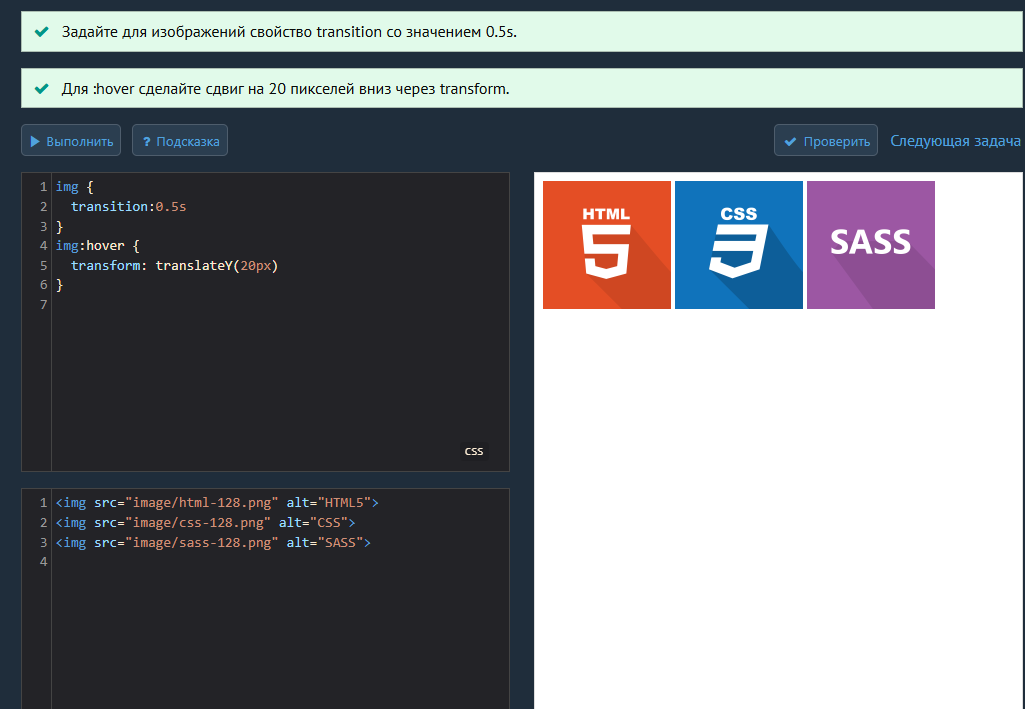 Задайте для изображений свойство transition со значением 0.5s.
Для :hover сделайте сдвиг на 20 пикселей вниз через transform.
Выполнить
? Подсказка
Проверить
Следующая задача
1 img {
2 transition:0.5s
3 }
4 img:hover {
5 transform: translateY(20px)
6 }
7
css
HTML
5
CSS
3
SASS
1 <img src="image/html-128.png" alt="HTML5">
2 <img src="image/css-128.png" alt="CSS">
3 <img src="image/sass-128.png" alt="SASS">
4